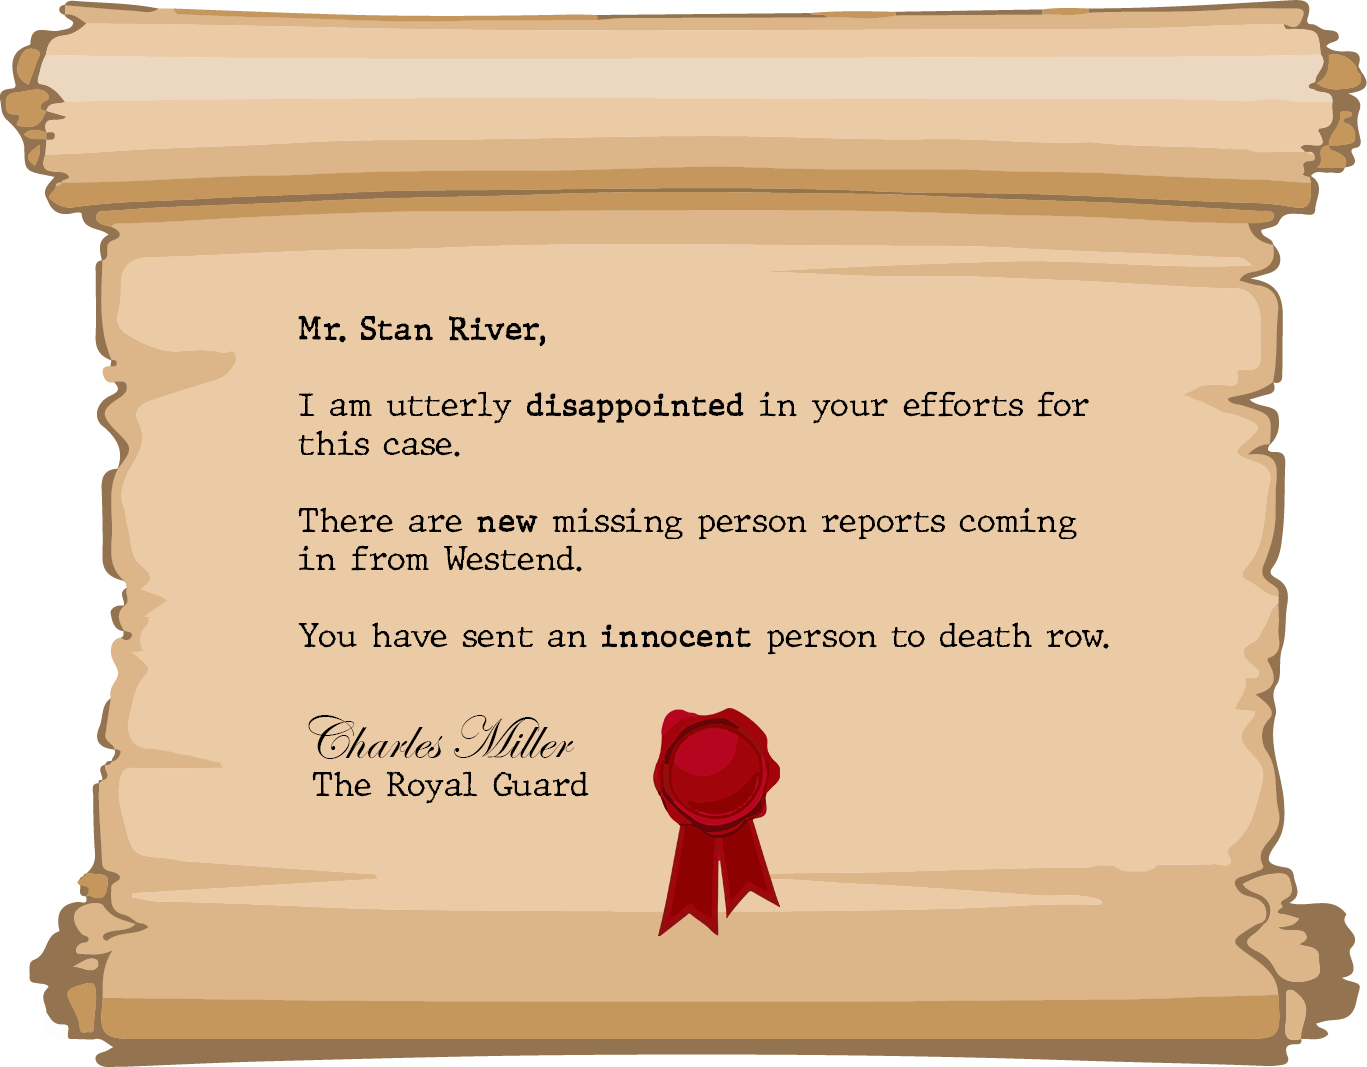 Mr. Stan River,
I am utterly disappointed in your efforts for
this case.
There are new missing person reports coming
in from Westend.
You have sent an innocent person to death row.
Charles Miller
The Royal Guard